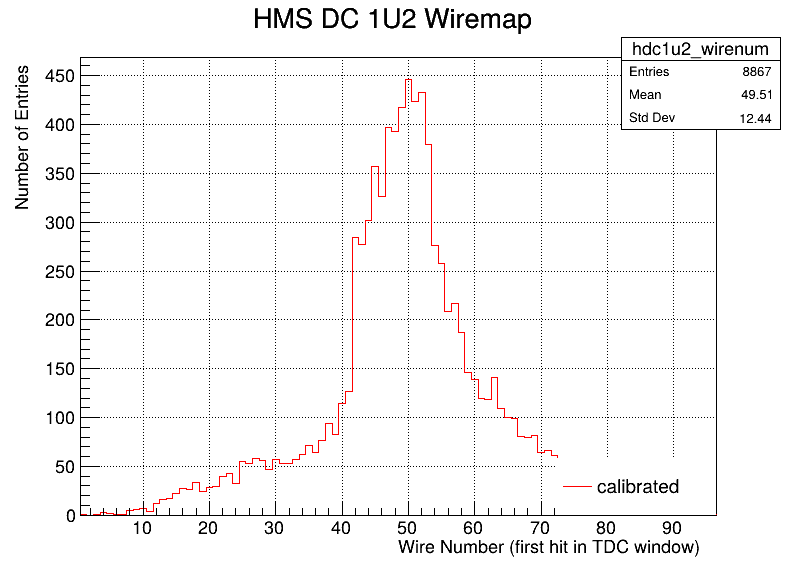 HMS DC 1U2 Wiremap
hdc1u2_wirenum
Entries 8867
Mean 49.51
Std Dev 12.44
Number of Entries
450
400
350
300
250
200
150
100
50
0
10 20 30 40 50 60 70 80 90
calibrated
Wire Number (first hit in TDC window)